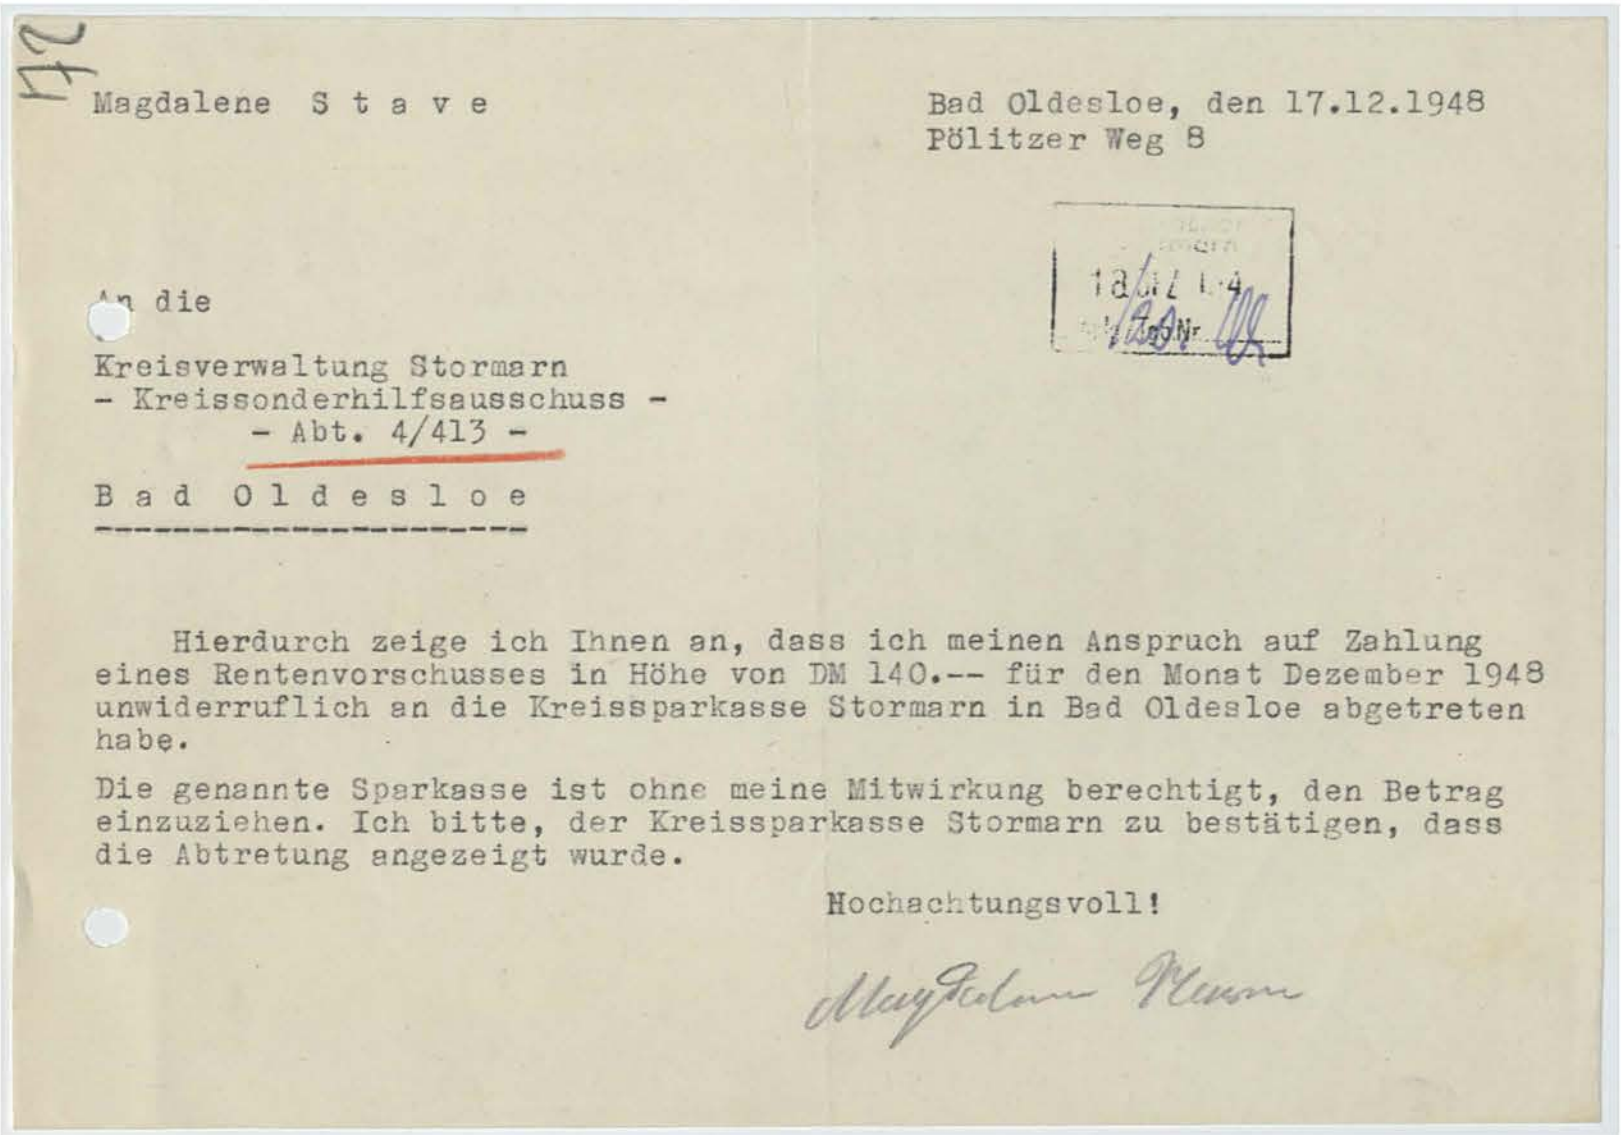 172
Magdalene S t a v e
Bad Oldesloe, den 17.12.1948
Pölitzer Weg 8
An die
Kreisverwaltung Stormarn
- Kreissonderhilfsausschuss -
- Abt. 4/413 -
B a d O l d e s l o e
Hierdurch zeige ich Ihnen an, dass ich meinen Anspruch auf Zahlung
eines Rentenvorschusses in Höhe von DM 140.-- für den Monat Dezember 1948
unwiderruflich an die Kreissparkasse Stormarn in Bad Oldesloe abgetreten
habe.
Die genannte Sparkasse ist ohne meine Mitwirkung berechtigt, den Betrag
einzuziehen. Ich bitte, der Kreissparkasse Stormarn zu bestätigen, dass
die Abtretung angezeigt wurde.
Hochachtungsvoll!
Magdalene